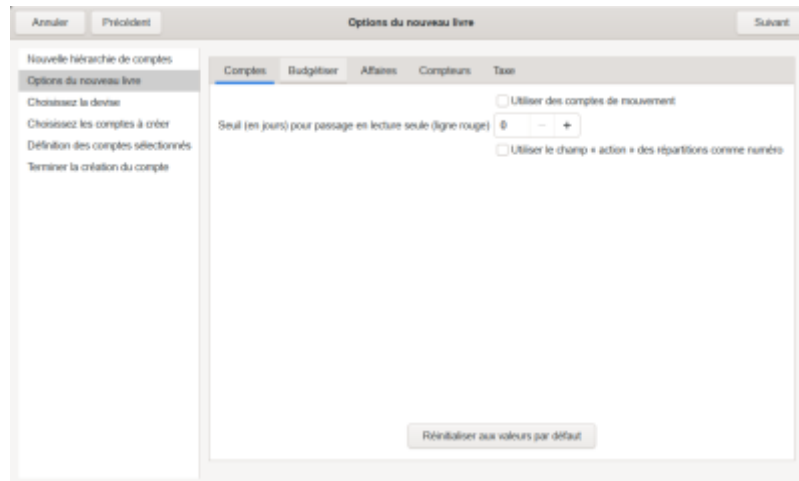 Annuler Précédent Options du nouveau livre Suivant
Nouvelle hiérarchie de comptes
Options du nouveau livre
Choisissez la devise
Choisissez les comptes à créer
Définition des comptes sélectionnés
Terminer la création du compte
Comptes Budgétiser Affaires Compteurs Taxe
Utiliser des comptes de mouvement
Seuil (en jours) pour passage en lecture seule (ligne rouge) 0 − +
Utiliser le champ « action » des répartitions comme numéro
Réinitialiser aux valeurs par défaut